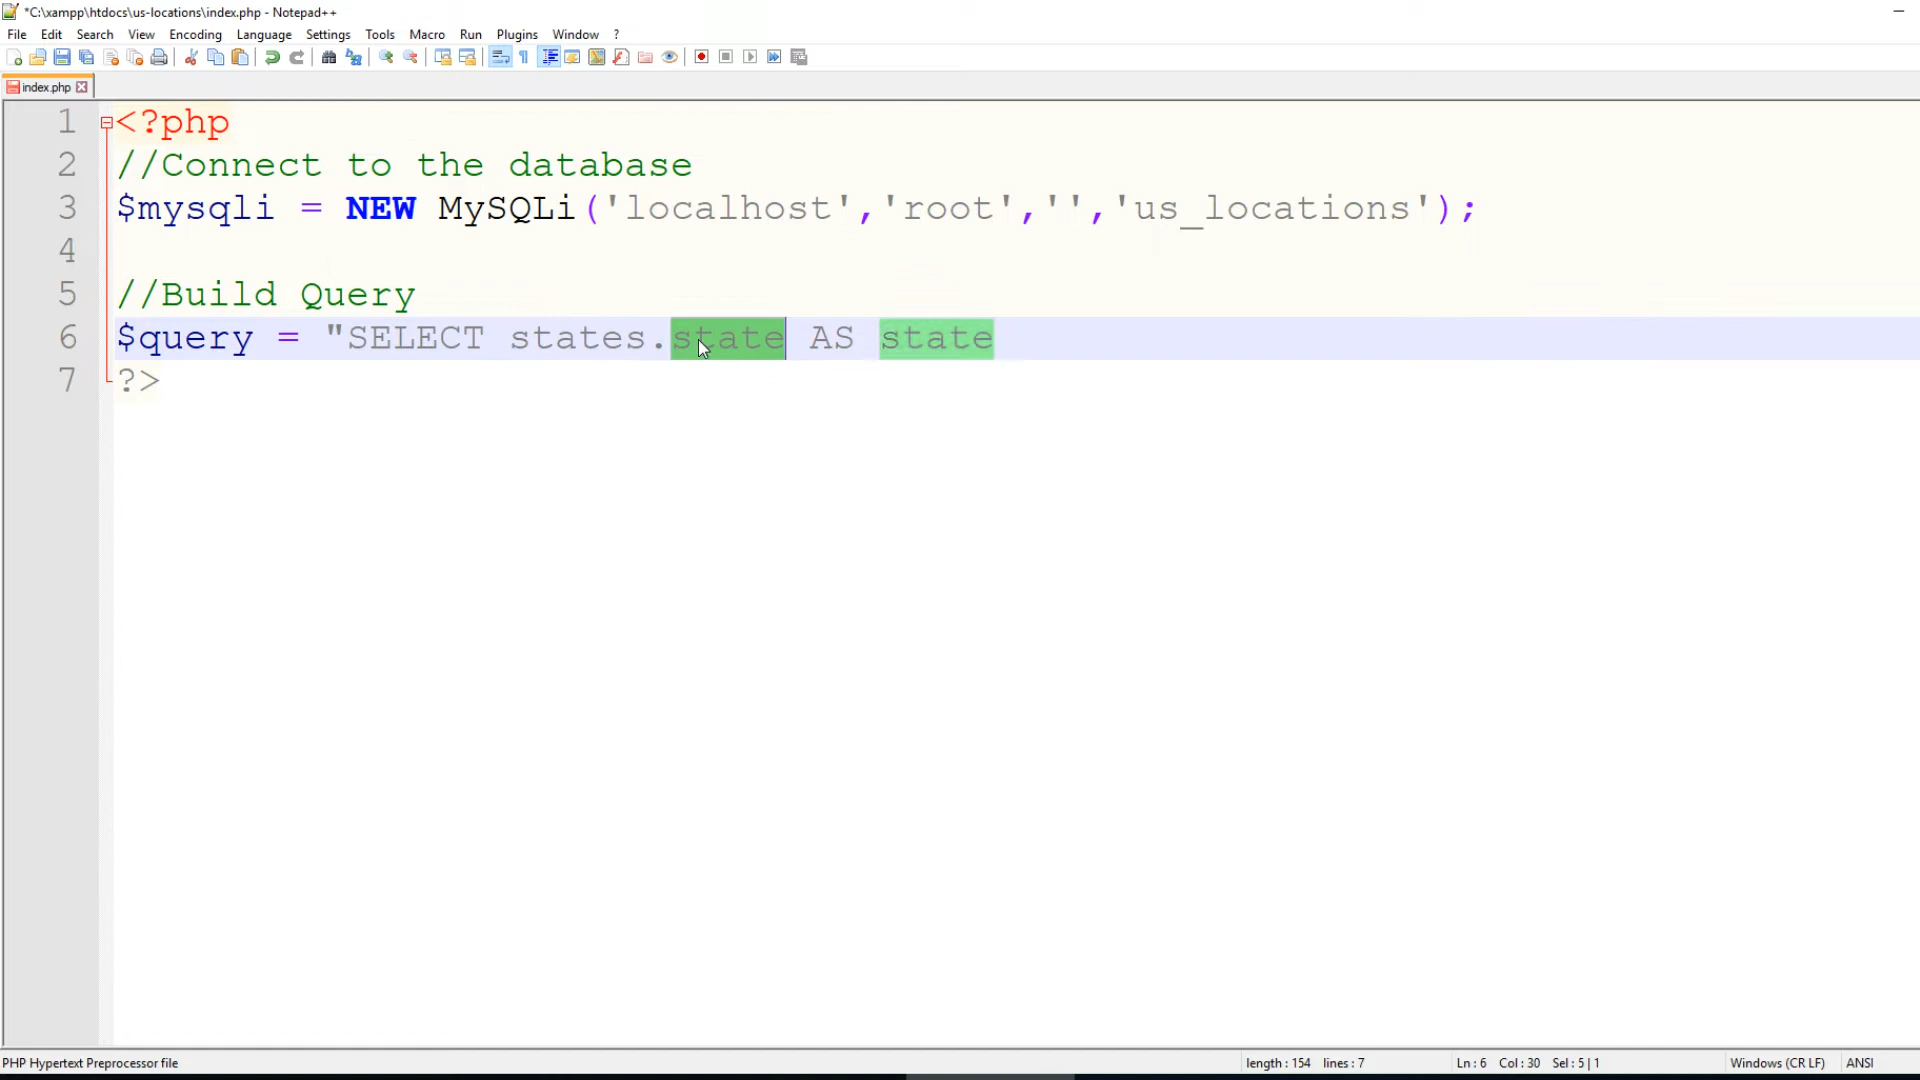 *C:\xampp\htdocs\us-locations\index.php - Notepad++
File Edit Search View Encoding Language Settings Tools Macro Run Plugins Window ?
index.php
1 <?php
2 //Connect to the database
3 $mysqli = NEW MySQLi('localhost','root','','us_locations');
4
5 //Build Query
6 $query = "SELECT states.state AS state
7 ?>
PHP Hypertext Preprocessor file length : 154 lines : 7 Ln : 6 Col : 30 Sel : 5 | 1 Windows (CR LF) ANSI